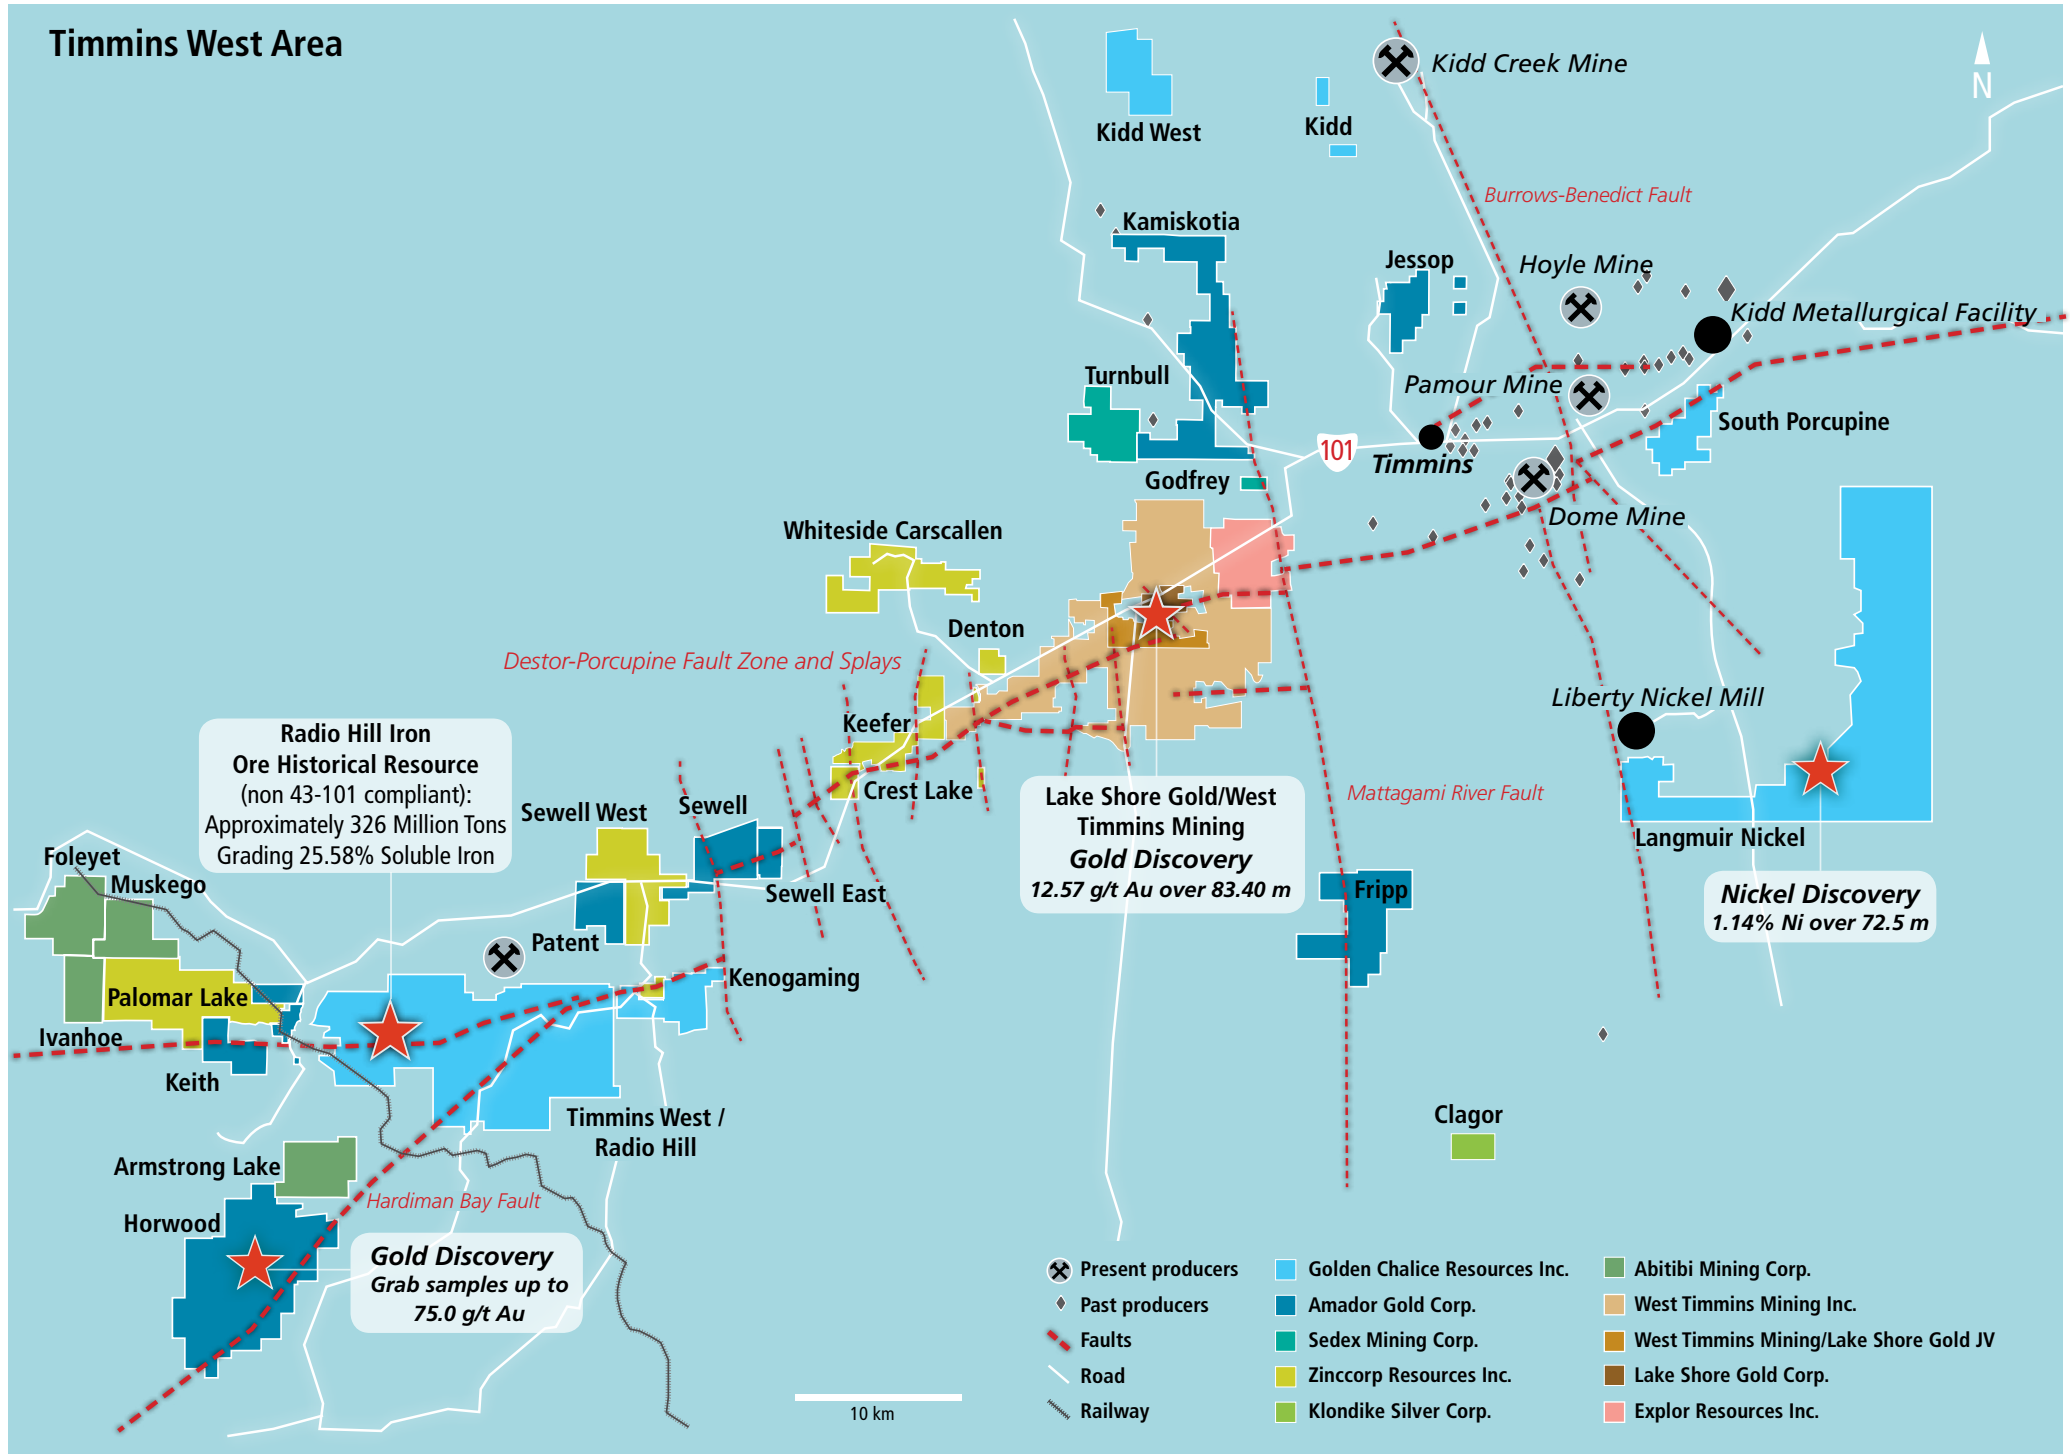 Timmins West Area
Kidd Creek Mine
N
Kidd West
Kidd
Burrows-Benedict Fault
Kamiskotia
Jessop
Hoyle Mine
Kidd Metallurgical Facility
Turnbull
Pamour Mine
South Porcupine
101
Timmins
Godfrey
Dome Mine
Whiteside Carscallen
Denton
Destor-Porcupine Fault Zone and Splays
Liberty Nickel Mill
Keefer
Radio Hill Iron
Ore Historical Resource
(non 43-101 compliant):
Approximately 326 Million Tons
Grading 25.58% Soluble Iron
Crest Lake
Mattagami River Fault
Lake Shore Gold/West
Timmins Mining
Gold Discovery
12.57 g/t Au over 83.40 m
Sewell West
Sewell
Langmuir Nickel
Foleyet
Muskego
Sewell East
Fripp
Nickel Discovery
1.14% Ni over 72.5 m
Patent
Kenogaming
Palomar Lake
Ivanhoe
Keith
Timmins West /
Radio Hill
Clagor
Armstrong Lake
Hardiman Bay Fault
Horwood
Gold Discovery
Grab samples up to
75.0 g/t Au
Present producers
Past producers
Faults
Road
Railway
Golden Chalice Resources Inc.
Amador Gold Corp.
Sedex Mining Corp.
Zinccorp Resources Inc.
Klondike Silver Corp.
Abitibi Mining Corp.
West Timmins Mining Inc.
West Timmins Mining/Lake Shore Gold JV
Lake Shore Gold Corp.
Explor Resources Inc.
10 km